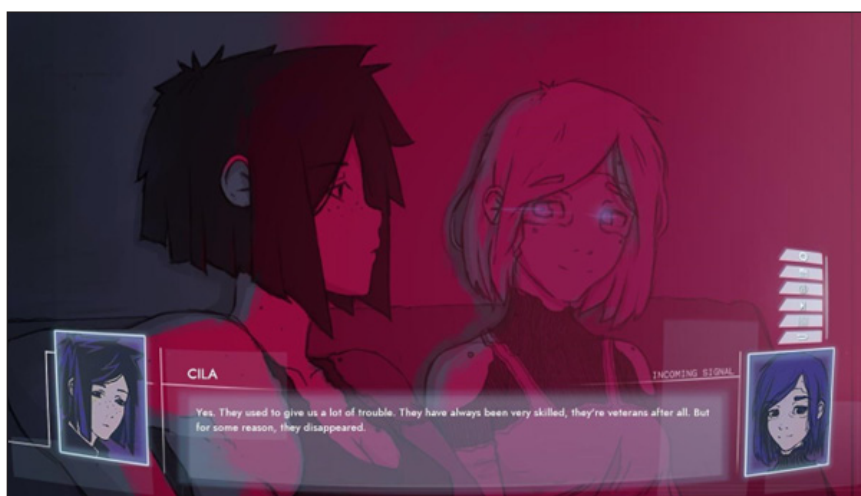 CILA
INCOMING SIGNAL
Yes. They used to give us a lot of trouble. They have always been very skilled, they're veterans after all. But
for some reason, they disappeared.